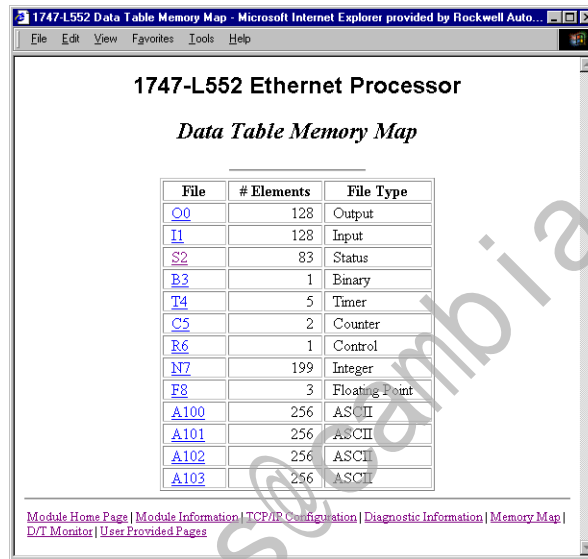 1747-L552 Data Table Memory Map - Microsoft Internet Explorer provided by Rockwell Auto...
File Edit View Favorites Tools Help
1747-L552 Ethernet Processor
Data Table Memory Map
File # Elements File Type
O0 128 Output
I1 128 Input
S2 83 Status
B3 1 Binary
T4 5 Timer
C5 2 Counter
R6 1 Control
N7 199 Integer
F8 3 Floating Point
A100 256 ASCII
A101 256 ASCII
A102 256 ASCII
A103 256 ASCII
Module Home Page | Module Information | TCP/IP Configuration | Diagnostic Information | Memory Map |
D/T Monitor | User Provided Pages
s@cambia